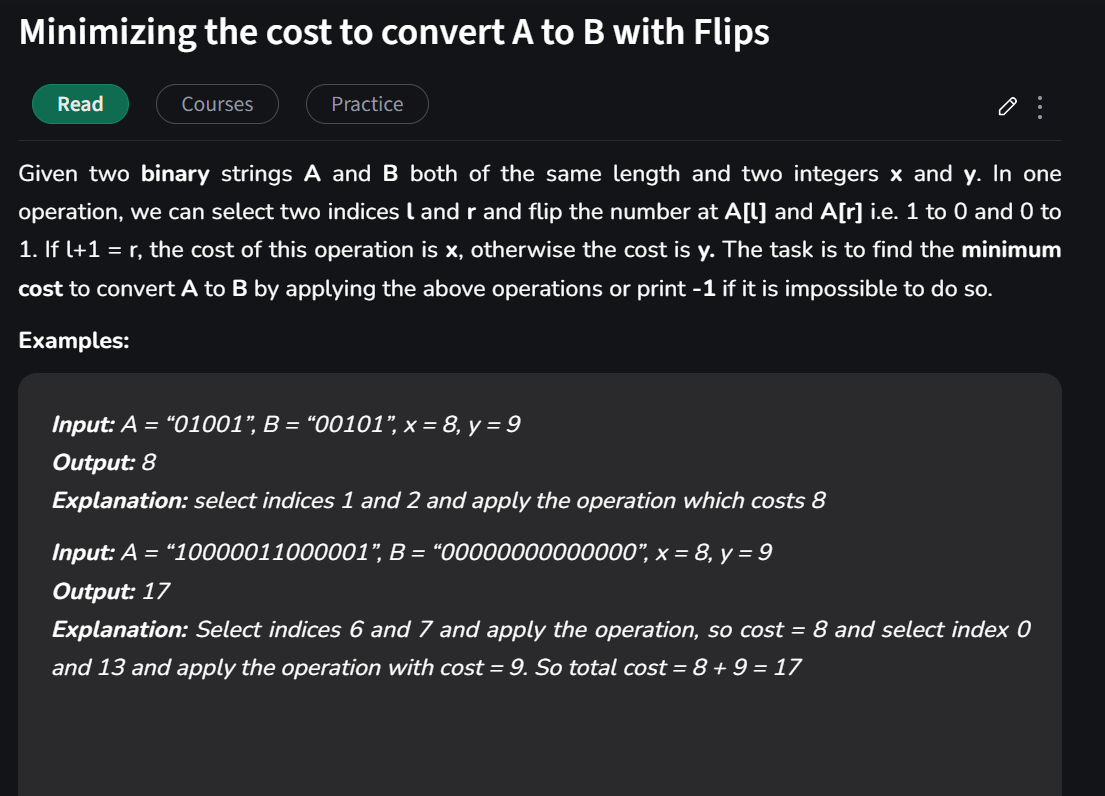 Minimizing the cost to convert A to B with Flips
Read
Courses
Practice
Given two binary strings A and B both of the same length and two integers x and y. In one
operation, we can select two indices l and r and flip the number at A[l] and A[r] i.e. 1 to 0 and 0 to
1. If l+1 = r, the cost of this operation is x, otherwise the cost is y. The task is to find the minimum
cost to convert A to B by applying the above operations or print -1 if it is impossible to do so.
Examples:
Input: A = “01001”, B = “00101”, x = 8, y = 9
Output: 8
Explanation: select indices 1 and 2 and apply the operation which costs 8
Input: A = “10000011000001”, B = “00000000000000”, x = 8, y = 9
Output: 17
Explanation: Select indices 6 and 7 and apply the operation, so cost = 8 and select index 0
and 13 and apply the operation with cost = 9. So total cost = 8 + 9 = 17